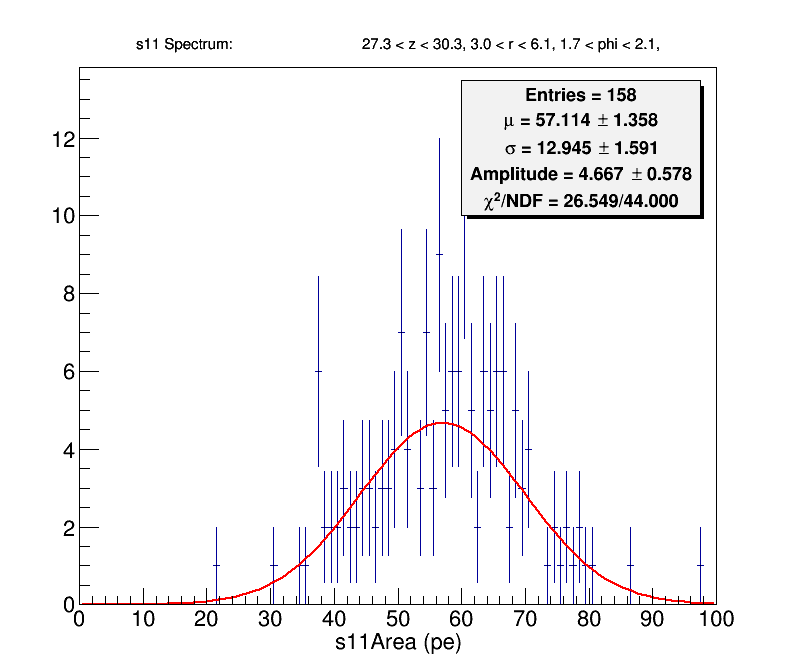 s11 Spectrum: 27.3 < z < 30.3, 3.0 < r < 6.1, 1.7 < phi < 2.1,
Entries = 158
μ = 57.114 ± 1.358
σ = 12.945 ± 1.591
Amplitude = 4.667 ± 0.578
χ²/NDF = 26.549/44.000
12
10
8
6
4
2
0
0 10 20 30 40 50 60 70 80 90 100
s11Area (pe)